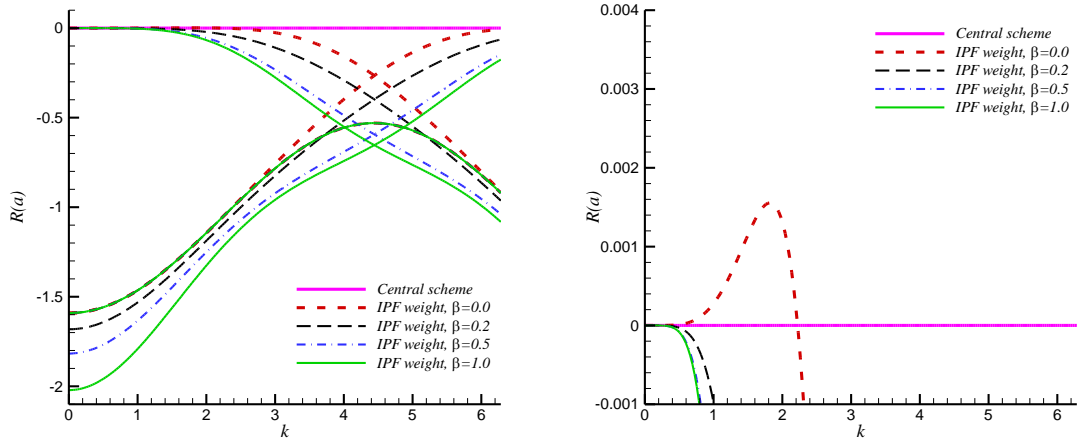 0
-0.5
-1
-1.5
-2
R(a)
0 1 2 3 4 5 6
k
Central scheme
IPF weight, β=0.0
IPF weight, β=0.2
IPF weight, β=0.5
IPF weight, β=1.0
0.004
0.003
0.002
0.001
0
-0.001
R(a)
0 1 2 3 4 5 6
k
Central scheme
IPF weight, β=0.0
IPF weight, β=0.2
IPF weight, β=0.5
IPF weight, β=1.0